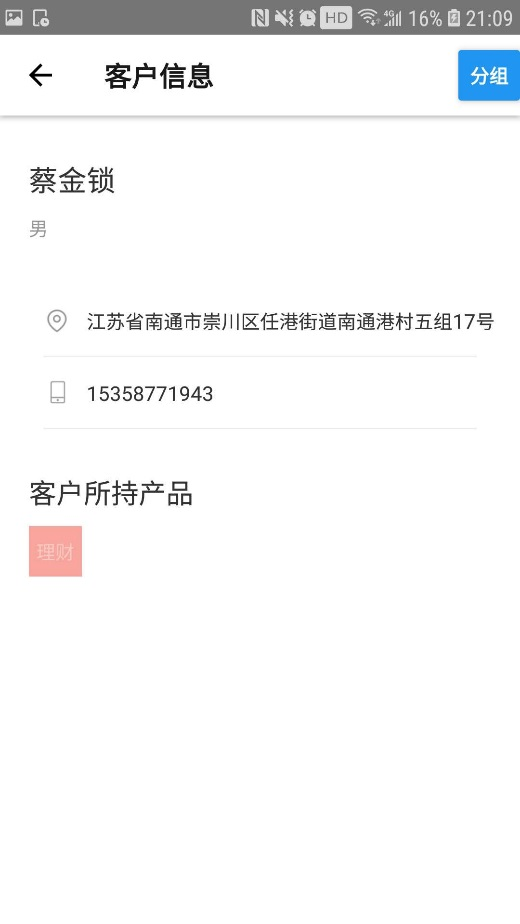 HD 4G 16% 21:09
客户信息
分组
蔡金锁
男
江苏省南通市崇川区任港街道南通港村五组17号
15358771943
客户所持产品
理财